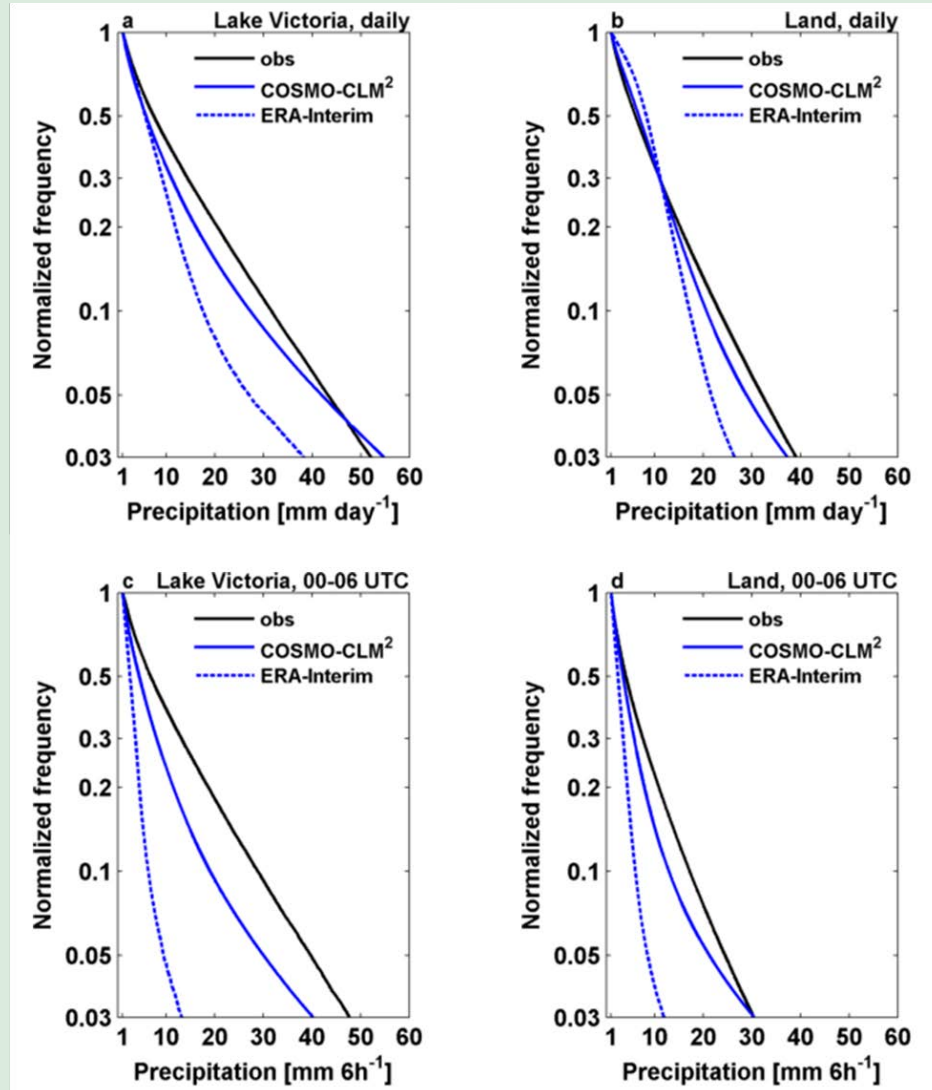 a Lake Victoria, daily
obs
COSMO-CLM²
ERA-Interim
Normalized frequency
1
0.5
0.3
0.2
0.1
0.05
0.03
1 10 20 30 40 50 60
Precipitation [mm day⁻¹]
b Land, daily
obs
COSMO-CLM²
ERA-Interim
Normalized frequency
1
0.5
0.3
0.2
0.1
0.05
0.03
1 10 20 30 40 50 60
Precipitation [mm day⁻¹]
c Lake Victoria, 00-06 UTC
obs
COSMO-CLM²
ERA-Interim
Normalized frequency
1
0.5
0.3
0.2
0.1
0.05
0.03
1 10 20 30 40 50 60
Precipitation [mm 6h⁻¹]
d Land, 00-06 UTC
obs
COSMO-CLM²
ERA-Interim
Normalized frequency
1
0.5
0.3
0.2
0.1
0.05
0.03
1 10 20 30 40 50 60
Precipitation [mm 6h⁻¹]